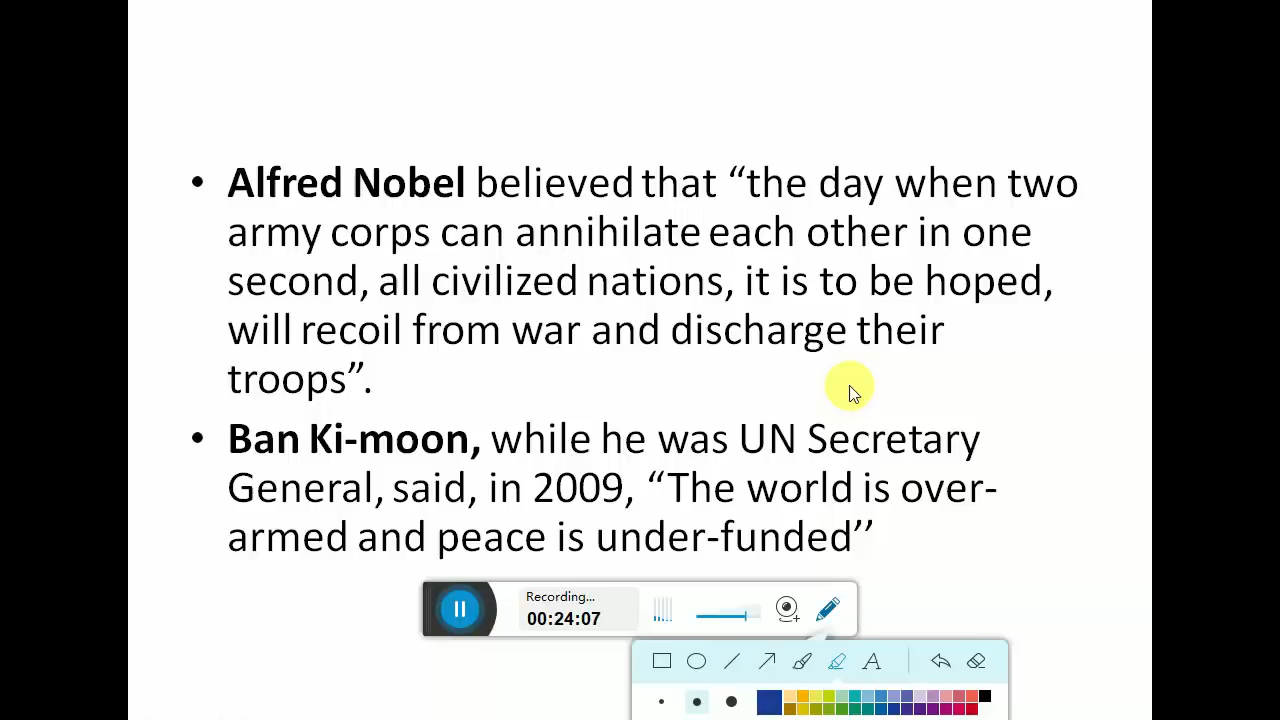 • Alfred Nobel believed that “the day when two
army corps can annihilate each other in one
second, all civilized nations, it is to be hoped,
will recoil from war and discharge their
troops”.
• Ban Ki-moon, while he was UN Secretary
General, said, in 2009, “The world is over-
armed and peace is under-funded’’
Recording...
00:24:07
A